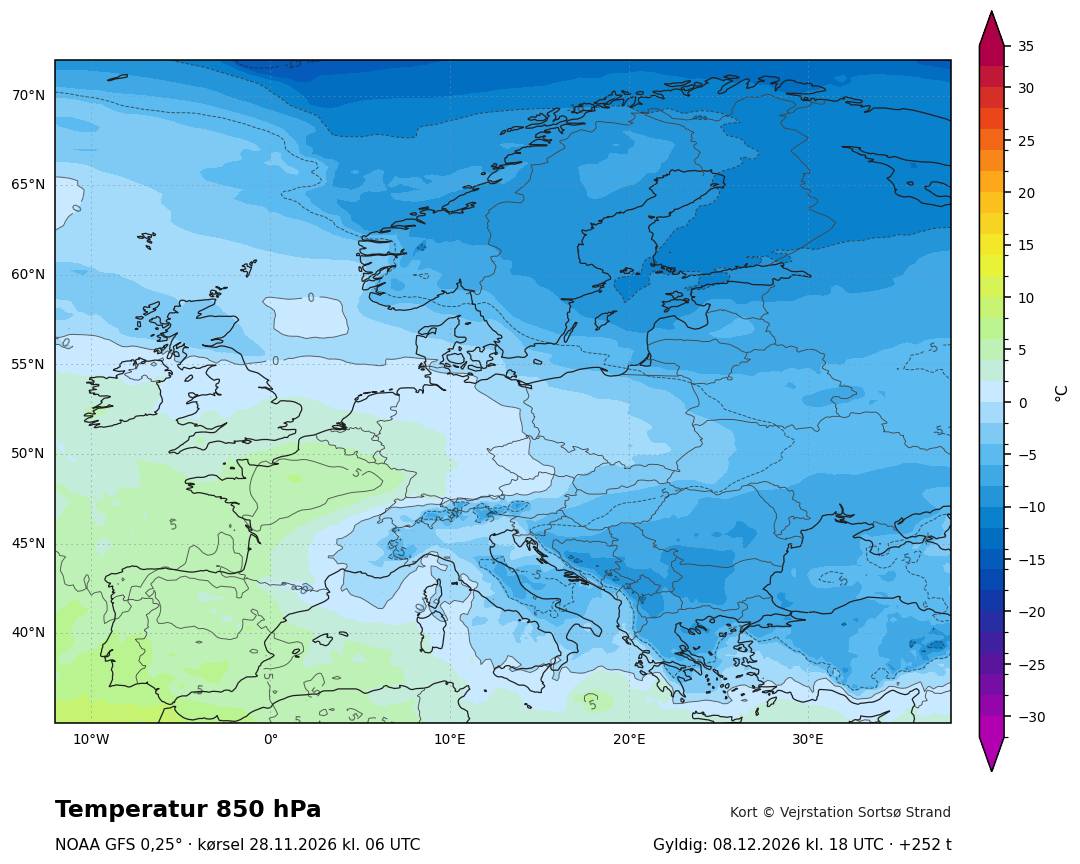 70°N
65°N
60°N
55°N
50°N
45°N
40°N
10°W
0°
10°E
20°E
30°E
35
30
25
20
15
10
5
0
−5
−10
−15
−20
−25
−30
°C
Temperatur 850 hPa
Kort © Vejrstation Sortsø Strand
NOAA GFS 0,25° · kørsel 28.11.2026 kl. 06 UTC
Gyldig: 08.12.2026 kl. 18 UTC · +252 t